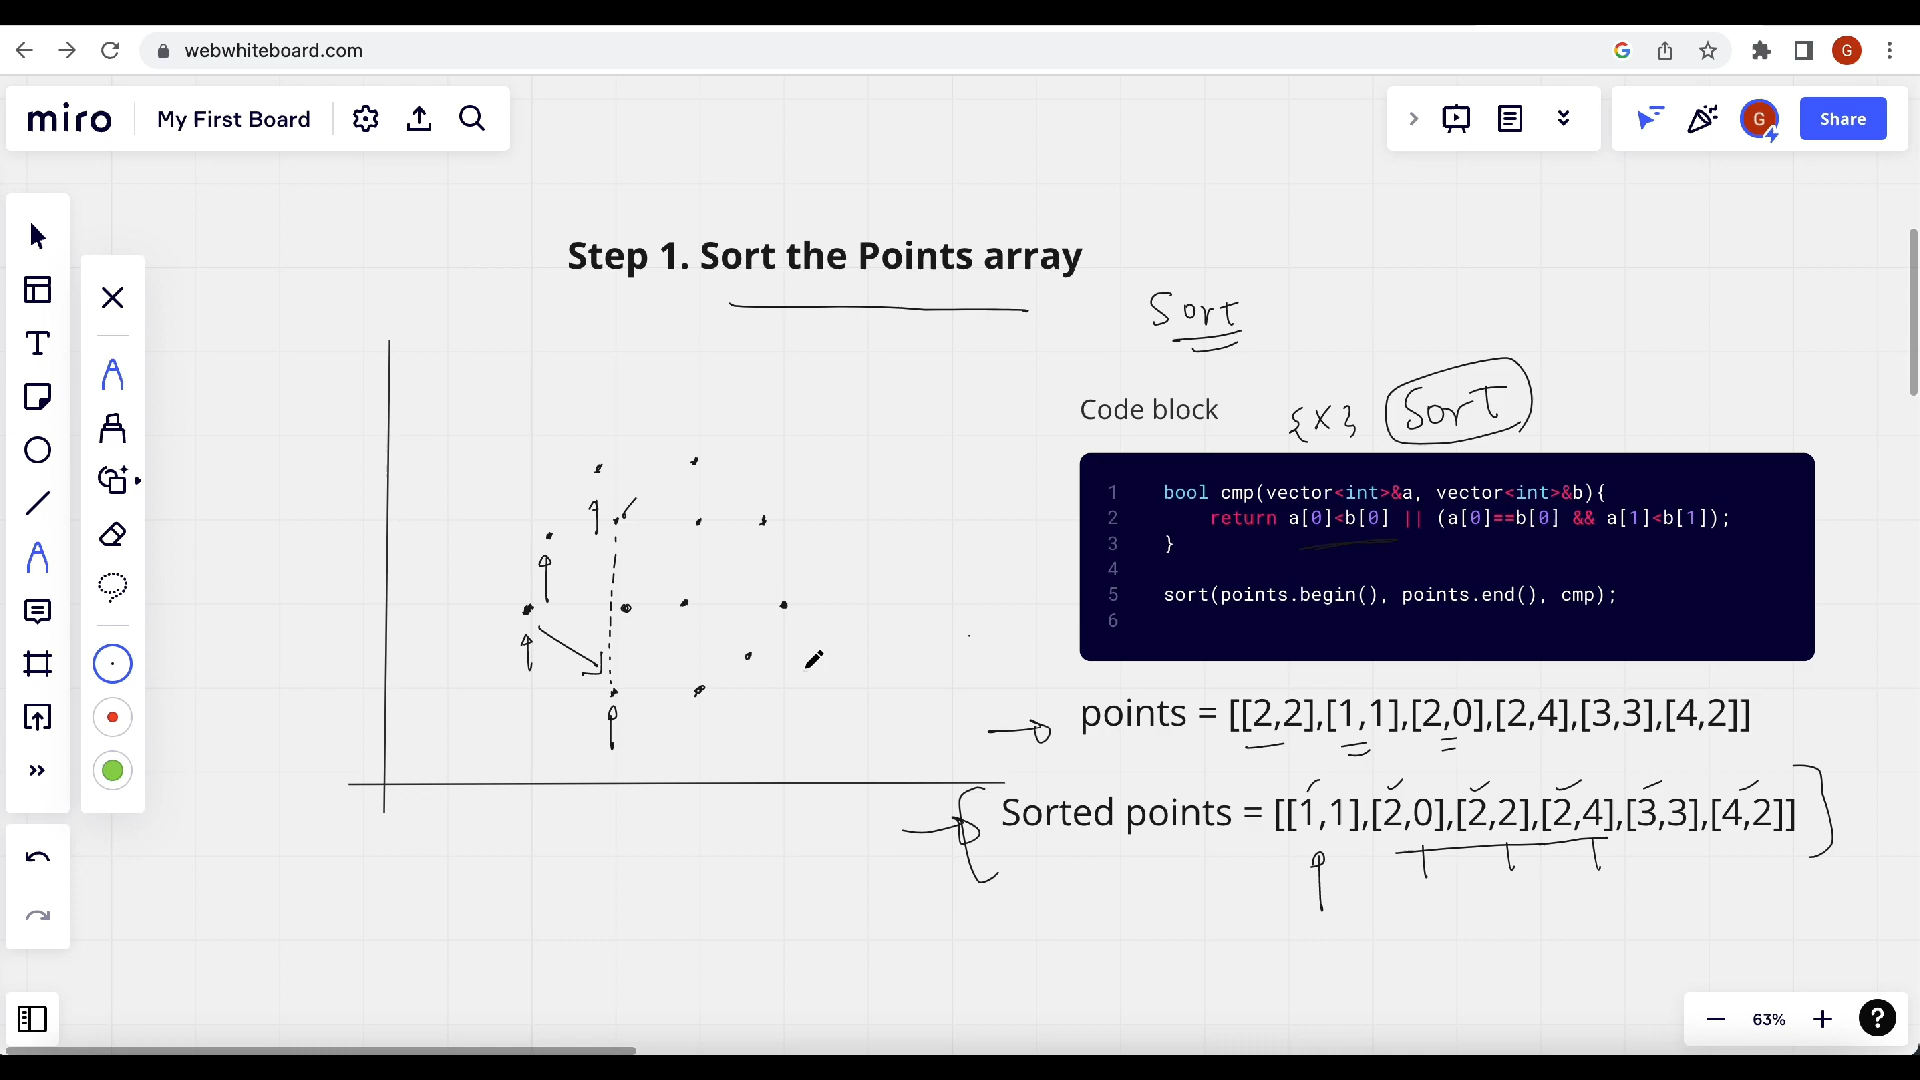 webwhiteboard.com
G
miro
My First Board
G
Share
Step 1. Sort the Points array
Sort
Code block
{x} Sort
1 bool cmp(vector<int>&a, vector<int>&b){
2 return a[0]<b[0] || (a[0]==b[0] && a[1]<b[1]);
3 }
4
5 sort(points.begin(), points.end(), cmp);
6
points = [[2,2],[1,1],[2,0],[2,4],[3,3],[4,2]]
Sorted points = [[1,1],[2,0],[2,2],[2,4],[3,3],[4,2]]
63%